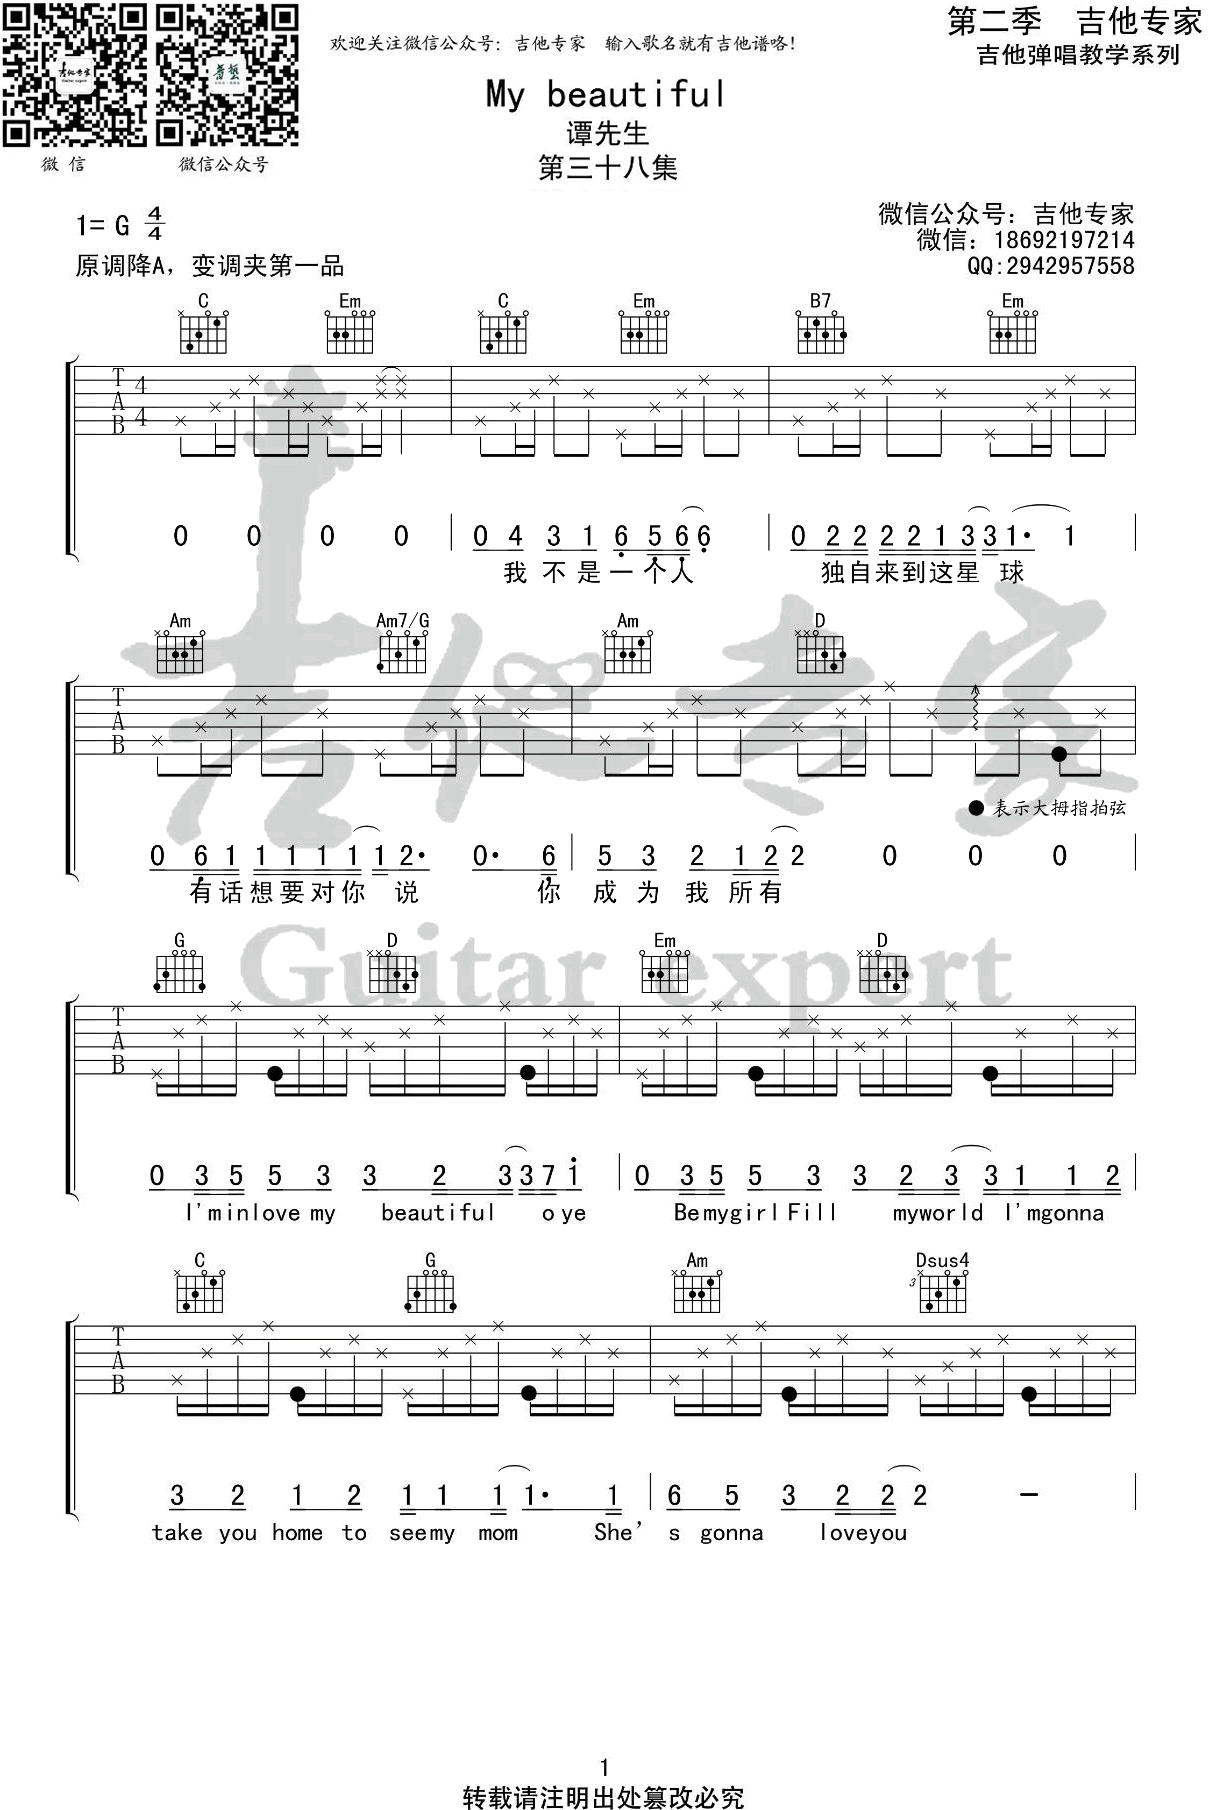 第二季 吉他专家
吉他弹唱教学系列
欢迎关注微信公众号：吉他专家 输入歌名就有吉他谱咯！
微信 微信公众号
My beautiful
谭先生
第三十八集
1= G 4/4
原调降A，变调夹第一品
微信公众号：吉他专家
微信：18692197214
QQ:2942957558
C Em C Em B7 Em
T A B 4 4
0 0 0 0 0 4 3 1 6 5 6 6 0 2 2 2 2 1 3 3 1· 1
我不是一个人 独自来到这星球
Am Am7/G Am D
T A B
表示大拇指拍弦
0 6 1 1 1 1 1 1 2· 0· 6 5 3 2 1 2 2 0 0 0
有话想要对你说 你成为我所有
Guitar expert
G D Em D
T A B
0 3 5 5 3 3 2 3 3 7 1 0 3 5 5 3 3 2 3 3 1 1 2
I'minlove my beautiful o ye BemygirlFill myworld I'mgonna
C G Am Dsus4
3
T A B
3 2 1 2 1 1 1 1· 1 6 5 3 2 2 2 –
take you home to seemy mom She's gonna loveyou
1
转载请注明出处篡改必究